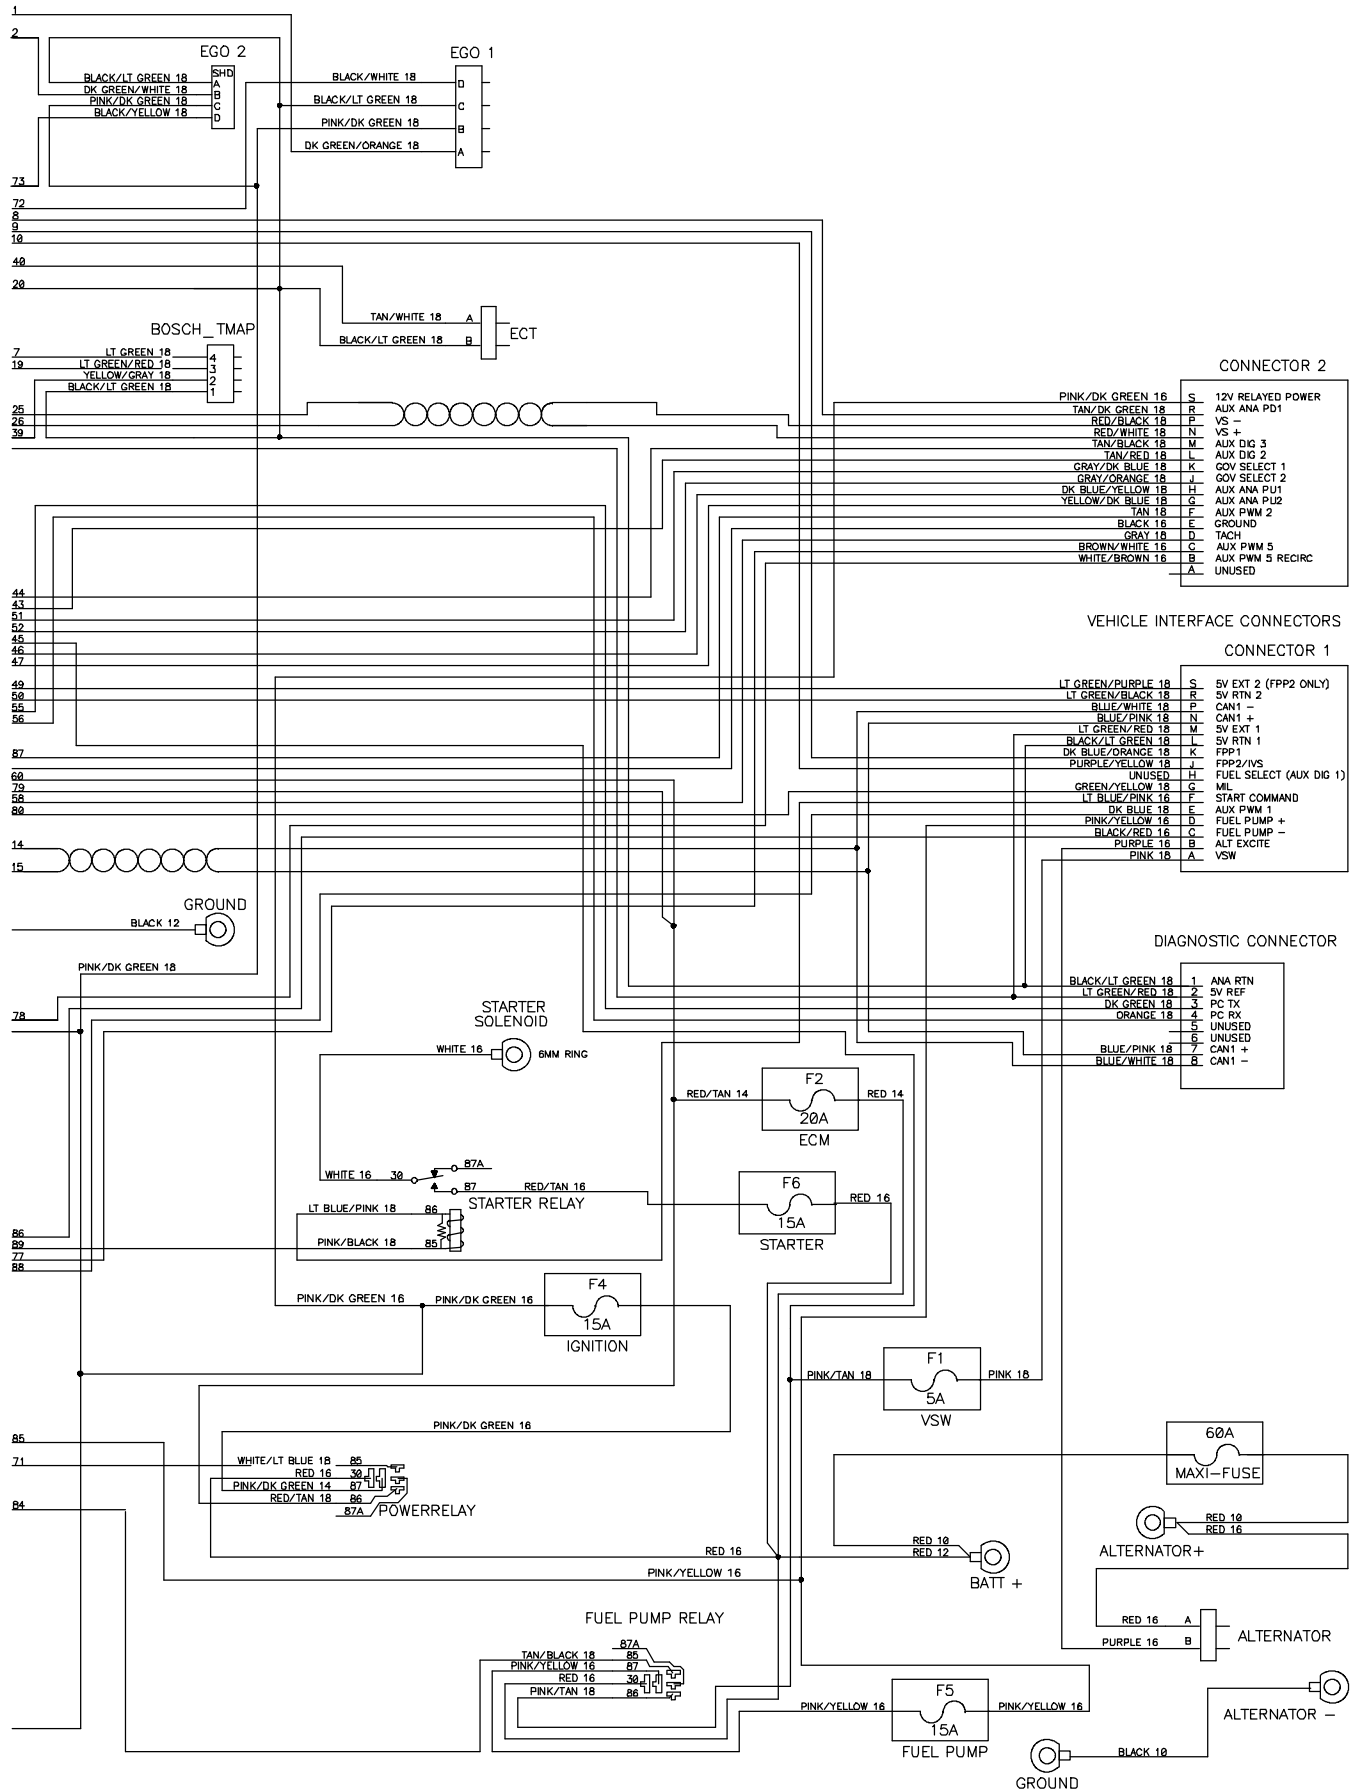 1
2
EGO 2
EGO 1
SHD
BLACK/LT GREEN 18 A
DK GREEN/WHITE 18 B
PINK/DK GREEN 18 C
BLACK/YELLOW 18 D
BLACK/WHITE 18 D
BLACK/LT GREEN 18 C
PINK/DK GREEN 18 B
DK GREEN/ORANGE 18 A
73
72
8
9
10
40
20
TAN/WHITE 18 A
BLACK/LT GREEN 18 B
ECT
BOSCH_TMAP
7 LT GREEN 18 4
19 LT GREEN/RED 18 3
YELLOW/GRAY 18 2
BLACK/LT GREEN 18 1
25
26
39
CONNECTOR 2
PINK/DK GREEN 16 S 12V RELAYED POWER
TAN/DK GREEN 18 R AUX ANA PD1
RED/BLACK 18 P VS -
RED/WHITE 18 N VS +
TAN/BLACK 18 M AUX DIG 3
TAN/RED 18 L AUX DIG 2
GRAY/DK BLUE 18 K GOV SELECT 1
GRAY/ORANGE 18 J GOV SELECT 2
DK BLUE/YELLOW 18 H AUX ANA PU1
YELLOW/DK BLUE 18 G AUX ANA PU2
TAN 18 F AUX PWM 2
BLACK 16 E GROUND
GRAY 18 D TACH
BROWN/WHITE 16 C AUX PWM 5
WHITE/BROWN 16 B AUX PWM 5 RECIRC
A UNUSED
44
43
51
52
45
46
47
49
50
55
56
87
60
79
58
80
14
15
VEHICLE INTERFACE CONNECTORS
CONNECTOR 1
LT GREEN/PURPLE 18 S 5V EXT 2 (FPP2 ONLY)
LT GREEN/BLACK 18 R 5V RTN 2
BLUE/WHITE 18 P CAN1 -
BLUE/PINK 18 N CAN1 +
LT GREEN/RED 18 M 5V EXT 1
BLACK/LT GREEN 18 L 5V RTN 1
DK BLUE/ORANGE 18 K FPP1
PURPLE/YELLOW 18 J FPP2/IVS
UNUSED H FUEL SELECT (AUX DIG 1)
GREEN/YELLOW 18 G MIL
LT BLUE/PINK 16 F START COMMAND
DK BLUE 18 E AUX PWM 1
PINK/YELLOW 16 D FUEL PUMP +
BLACK/RED 16 C FUEL PUMP -
PURPLE 16 B ALT EXCITE
PINK 18 A VSW
GROUND
BLACK 12
PINK/DK GREEN 18
78
DIAGNOSTIC CONNECTOR
BLACK/LT GREEN 18 1 ANA RTN
LT GREEN/RED 18 2 5V REF
DK GREEN 18 3 PC TX
ORANGE 18 4 PC RX
5 UNUSED
6 UNUSED
BLUE/PINK 18 7 CAN1 +
BLUE/WHITE 18 8 CAN1 -
STARTER
SOLENOID
WHITE 16
6MM RING
RED/TAN 14
F2
20A
ECM
RED 14
WHITE 16 30
87A
87
RED/TAN 16
STARTER RELAY
LT BLUE/PINK 18 86
PINK/BLACK 18 85
F6
15A
STARTER
RED 16
86
89
77
88
PINK/DK GREEN 16
PINK/DK GREEN 16
F4
15A
IGNITION
PINK/TAN 18
F1
5A
VSW
PINK 18
PINK/DK GREEN 16
85
71
84
WHITE/LT BLUE 18 85
RED 16 30
PINK/DK GREEN 14 87
RED/TAN 18 86
87A
POWERRELAY
60A
MAXI-FUSE
RED 10
RED 16
ALTERNATOR+
RED 16
RED 10
RED 12
BATT +
PINK/YELLOW 16
RED 16 A
PURPLE 16 B
ALTERNATOR
FUEL PUMP RELAY
87A
TAN/BLACK 18 85
PINK/YELLOW 16 87
RED 16 30
PINK/TAN 18 86
PINK/YELLOW 16
F5
15A
FUEL PUMP
PINK/YELLOW 16
ALTERNATOR -
BLACK 10
GROUND